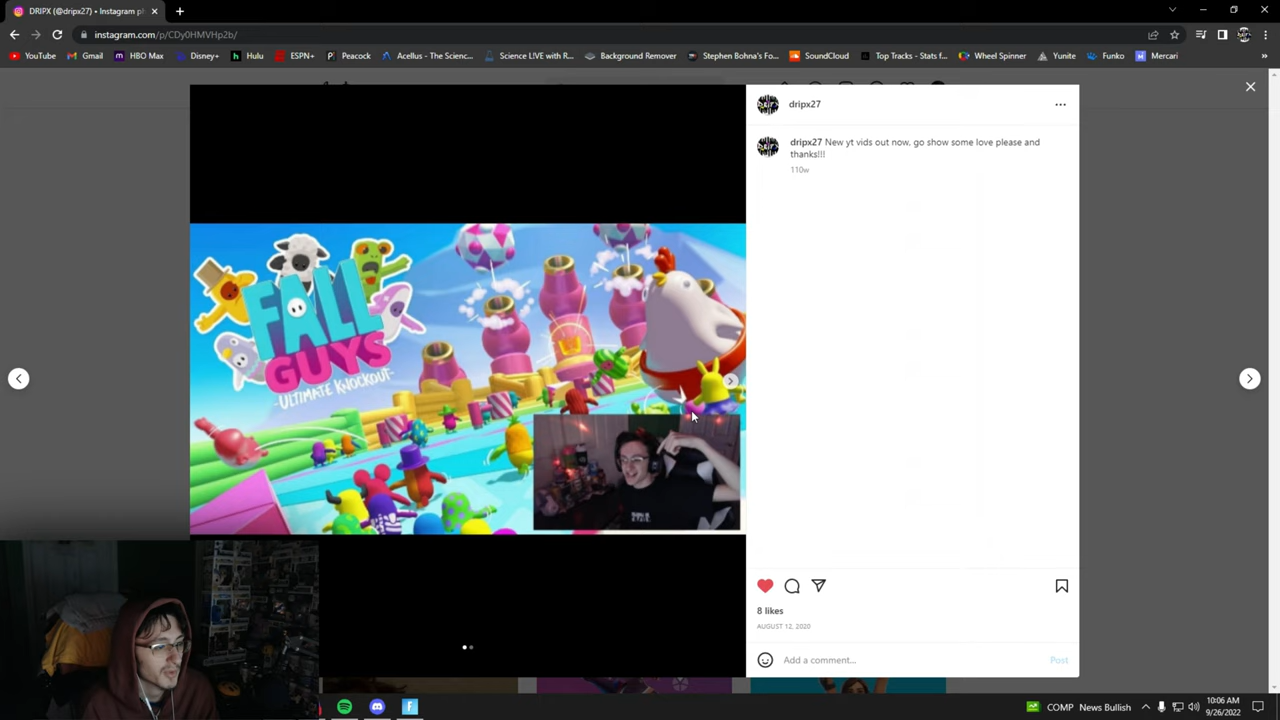 DRIPX (@dripx27) • Instagram ph
instagram.com/p/CDy0HMVHp2b/
YouTube
Gmail
HBO Max
Disney+
Hulu
ESPN+
Peacock
Acellus - The Scienc...
Science LIVE with R...
Background Remover
Stephen Bohna's Fo...
SoundCloud
Top Tracks - Stats f...
Wheel Spinner
Yunite
Funko
Mercari
dripx27
dripx27 New yt vids out now, go show some love please and
thanks!!!
110w
FALL
GUYS
-ULTIMATE KNOCKOUT-
8 likes
AUGUST 12, 2020
Add a comment...
Post
COMP News Bullish
10:06 AM
9/26/2022